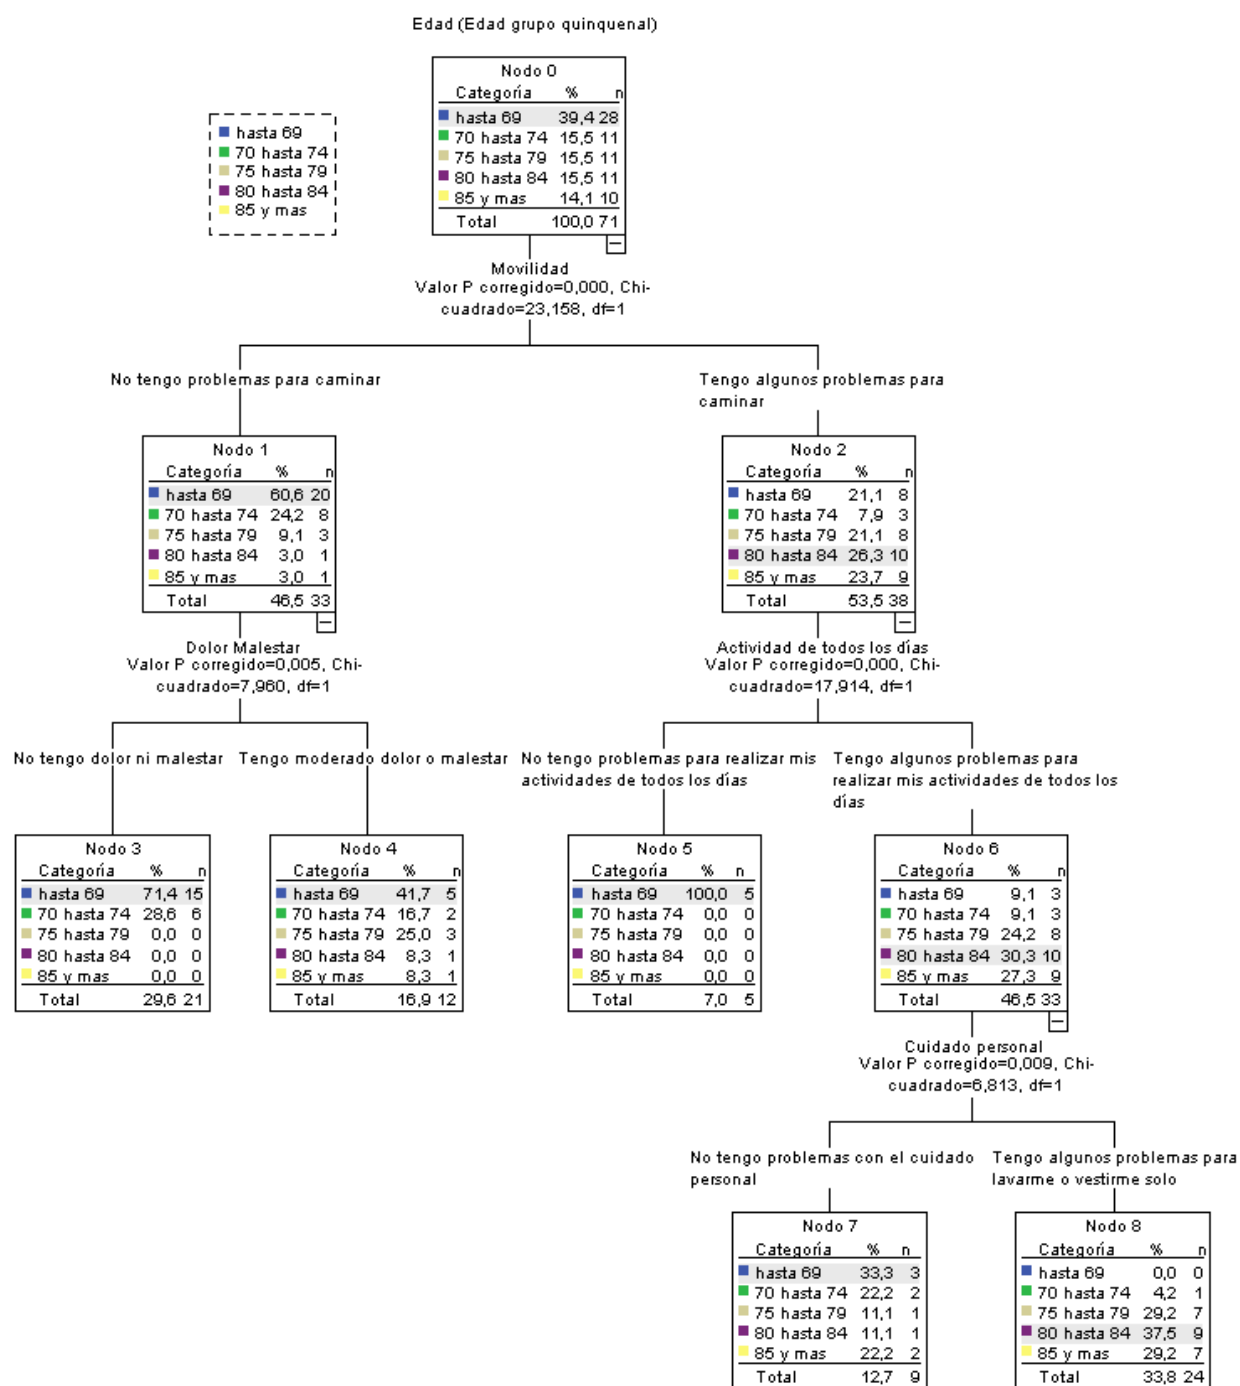 Edad (Edad grupo quinquenal)
Nodo 0
Categoría % n
hasta 69 39,4 28
70 hasta 74 15,5 11
75 hasta 79 15,5 11
80 hasta 84 15,5 11
85 y mas 14,1 10
Total 100,0 71
hasta 69
70 hasta 74
75 hasta 79
80 hasta 84
85 y mas
Movilidad
Valor P corregido=0,000, Chi-
cuadrado=23,158, df=1
No tengo problemas para caminar
Tengo algunos problemas para
caminar
Nodo 1
Categoría % n
hasta 69 60,6 20
70 hasta 74 24,2 8
75 hasta 79 9,1 3
80 hasta 84 3,0 1
85 y mas 3,0 1
Total 46,5 33
Nodo 2
Categoría % n
hasta 69 21,1 8
70 hasta 74 7,9 3
75 hasta 79 21,1 8
80 hasta 84 26,3 10
85 y mas 23,7 9
Total 53,5 38
Dolor Malestar
Valor P corregido=0,005, Chi-
cuadrado=7,960, df=1
Actividad de todos los días
Valor P corregido=0,000, Chi-
cuadrado=17,914, df=1
No tengo dolor ni malestar
Tengo moderado dolor o malestar
No tengo problemas para realizar mis
actividades de todos los días
Tengo algunos problemas para
realizar mis actividades de todos los
días
Nodo 3
Categoría % n
hasta 69 71,4 15
70 hasta 74 28,6 6
75 hasta 79 0,0 0
80 hasta 84 0,0 0
85 y mas 0,0 0
Total 29,6 21
Nodo 4
Categoría % n
hasta 69 41,7 5
70 hasta 74 16,7 2
75 hasta 79 25,0 3
80 hasta 84 8,3 1
85 y mas 8,3 1
Total 16,9 12
Nodo 5
Categoría % n
hasta 69 100,0 5
70 hasta 74 0,0 0
75 hasta 79 0,0 0
80 hasta 84 0,0 0
85 y mas 0,0 0
Total 7,0 5
Nodo 6
Categoría % n
hasta 69 9,1 3
70 hasta 74 9,1 3
75 hasta 79 24,2 8
80 hasta 84 30,3 10
85 y mas 27,3 9
Total 46,5 33
Cuidado personal
Valor P corregido=0,009, Chi-
cuadrado=6,813, df=1
No tengo problemas con el cuidado
personal
Tengo algunos problemas para
lavarme o vestirme solo
Nodo 7
Categoría % n
hasta 69 33,3 3
70 hasta 74 22,2 2
75 hasta 79 11,1 1
80 hasta 84 11,1 1
85 y mas 22,2 2
Total 12,7 9
Nodo 8
Categoría % n
hasta 69 0,0 0
70 hasta 74 4,2 1
75 hasta 79 29,2 7
80 hasta 84 37,5 9
85 y mas 29,2 7
Total 33,8 24